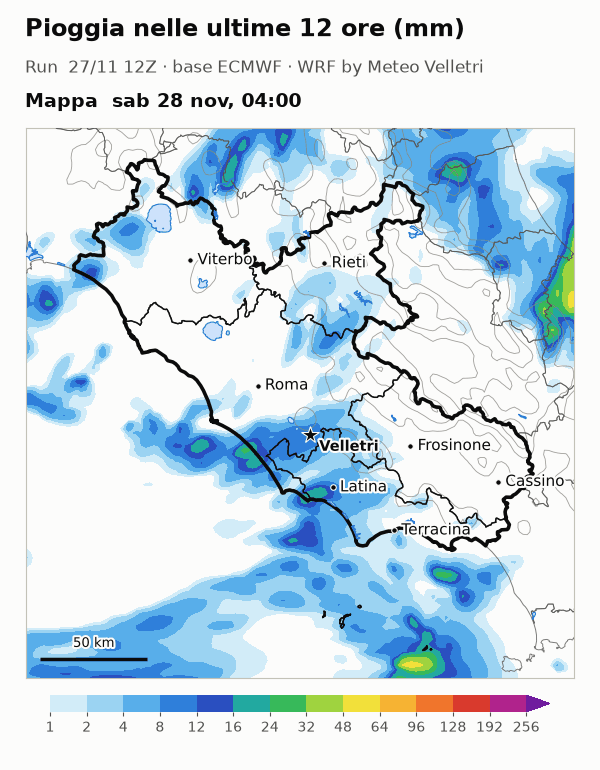 Pioggia nelle ultime 12 ore (mm)
Run  27/11 12Z · base ECMWF · WRF by Meteo Velletri
Mappa  sab 28 nov, 04:00
Viterbo
Rieti
Roma
Velletri
Frosinone
Latina
Cassino
Terracina
50 km
1 2 4 8 12 16 24 32 48 64 96 128 192 256